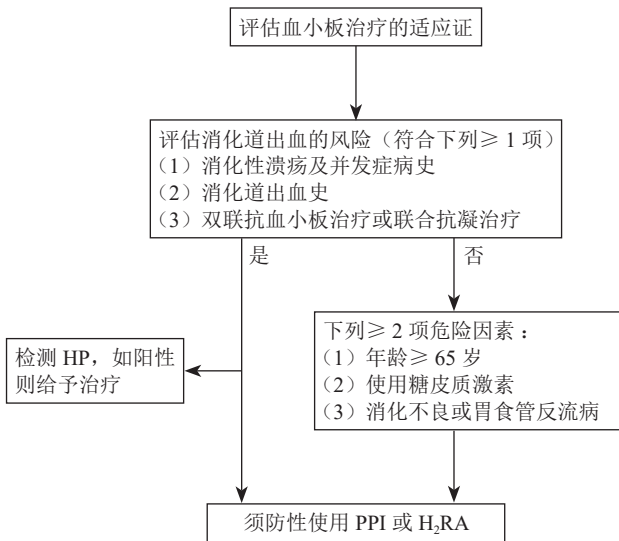 评估血小板治疗的适应证
评估消化道出血的风险（符合下列≥ 1 项）
（1）消化性溃疡及并发症病史
（2）消化道出血史
（3）双联抗血小板治疗或联合抗凝治疗
是
否
检测 HP，如阳性
则给予治疗
下列≥ 2 项危险因素：
（1）年龄≥ 65 岁
（2）使用糖皮质激素
（3）消化不良或胃食管反流病
须防性使用 PPI 或 H₂RA